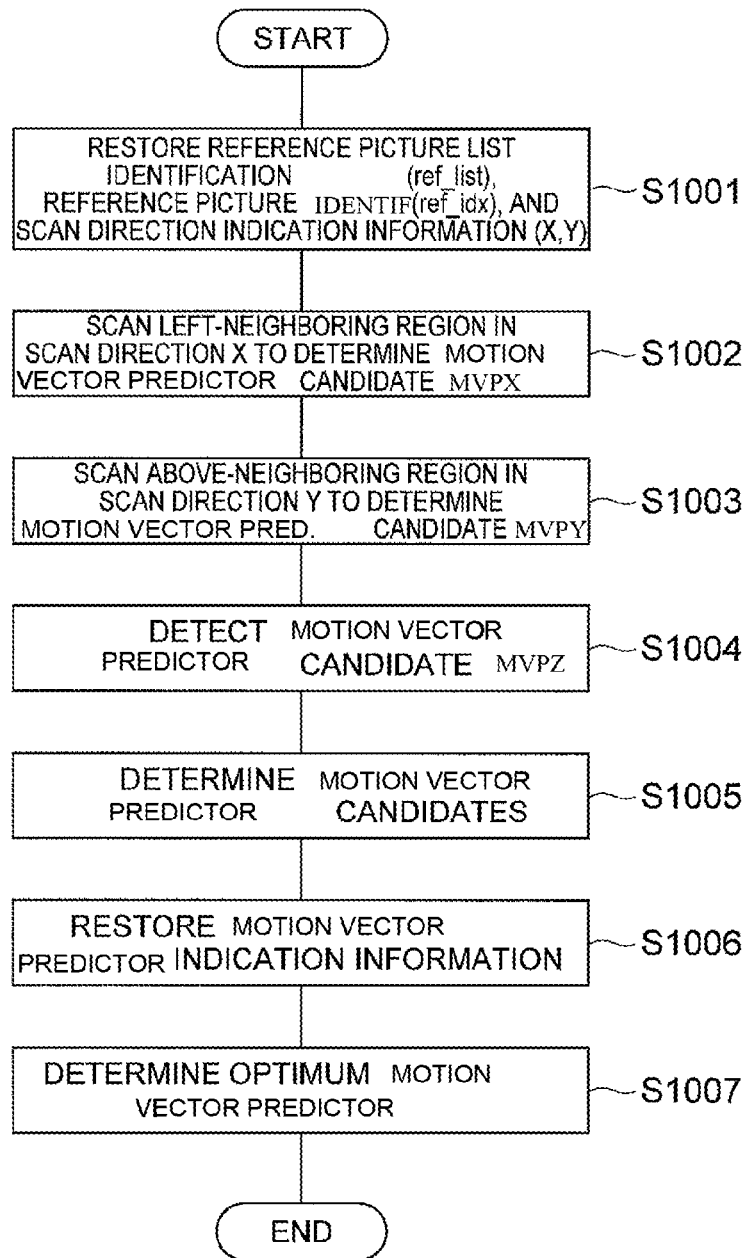 START
RESTORE REFERENCE PICTURE LIST
IDENTIFICATION (ref_list),
REFERENCE PICTURE IDENTIF(ref_idx), AND
SCAN DIRECTION INDICATION INFORMATION (X,Y)
S1001
SCAN LEFT-NEIGHBORING REGION IN
SCAN DIRECTION X TO DETERMINE MOTION
VECTOR PREDICTOR CANDIDATE MVPX
S1002
SCAN ABOVE-NEIGHBORING REGION IN
SCAN DIRECTION Y TO DETERMINE
MOTION VECTOR PRED. CANDIDATE MVPY
S1003
DETECT MOTION VECTOR
PREDICTOR CANDIDATE MVPZ
S1004
DETERMINE MOTION VECTOR
PREDICTOR CANDIDATES
S1005
RESTORE MOTION VECTOR
PREDICTOR INDICATION INFORMATION
S1006
DETERMINE OPTIMUM MOTION
VECTOR PREDICTOR
S1007
END